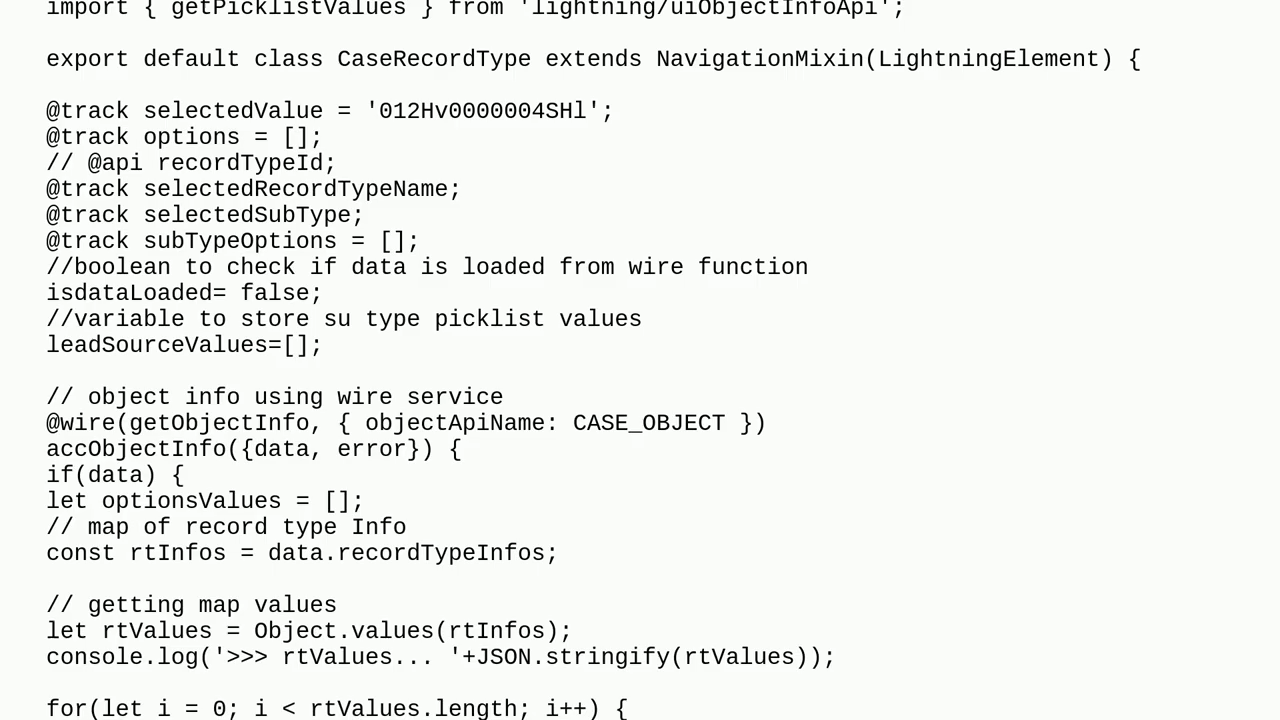 import { getPicklistValues } from 'lightning/uiObjectInfoApi';
export default class CaseRecordType extends NavigationMixin(LightningElement) {
@track selectedValue = '012Hv0000004SHl';
@track options = [];
// @api recordTypeId;
@track selectedRecordTypeName;
@track selectedSubType;
@track subTypeOptions = [];
//boolean to check if data is loaded from wire function
isdataLoaded= false;
//variable to store su type picklist values
leadSourceValues=[];
// object info using wire service
@wire(getObjectInfo, { objectApiName: CASE_OBJECT })
accObjectInfo({data, error}) {
if(data) {
let optionsValues = [];
// map of record type Info
const rtInfos = data.recordTypeInfos;
// getting map values
let rtValues = Object.values(rtInfos);
console.log('>>> rtValues... '+JSON.stringify(rtValues));
for(let i = 0; i < rtValues.length; i++) {